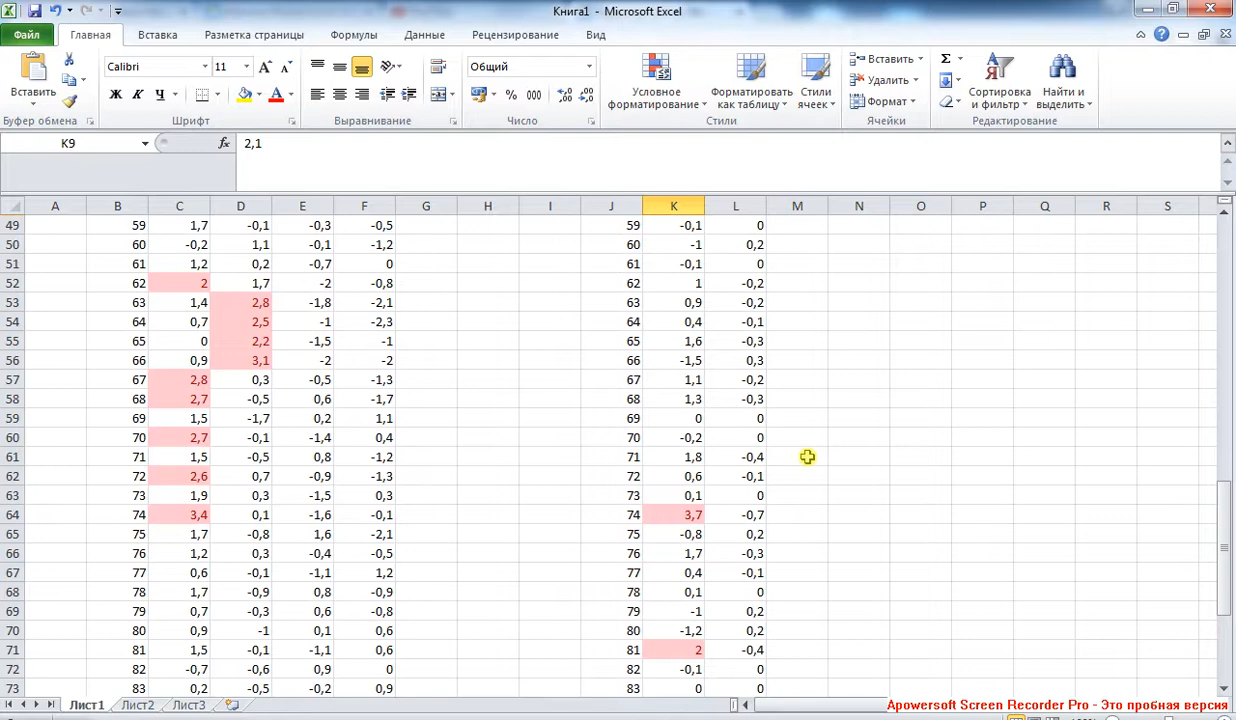 Книга1 - Microsoft Excel
Файл Главная Вставка Разметка страницы Формулы Данные Рецензирование Вид
Вставить Calibri 11 Общий Условное форматирование Форматировать как таблицу Стили ячеек Вставить Удалить Формат Сортировка и фильтр Найти и выделить
Ж К Ч % 000
Буфер обмена Шрифт Выравнивание Число Стили Ячейки Редактирование
K9 fx 2,1
A B C D E F G H I J K L M N O P Q R S
49 59 1,7 -0,1 -0,3 -0,5 59 -0,1 0
50 60 -0,2 1,1 -0,1 -1,2 60 -1 0,2
51 61 1,2 0,2 -0,7 0 61 -0,1 0
52 62 2 1,7 -2 -0,8 62 1 -0,2
53 63 1,4 2,8 -1,8 -2,1 63 0,9 -0,2
54 64 0,7 2,5 -1 -2,3 64 0,4 -0,1
55 65 0 2,2 -1,5 -1 65 1,6 -0,3
56 66 0,9 3,1 -2 -2 66 -1,5 0,3
57 67 2,8 0,3 -0,5 -1,3 67 1,1 -0,2
58 68 2,7 -0,5 0,6 -1,7 68 1,3 -0,3
59 69 1,5 -1,7 0,2 1,1 69 0 0
60 70 2,7 -0,1 -1,4 0,4 70 -0,2 0
61 71 1,5 -0,5 0,8 -1,2 71 1,8 -0,4
62 72 2,6 0,7 -0,9 -1,3 72 0,6 -0,1
63 73 1,9 0,3 -1,5 0,3 73 0,1 0
64 74 3,4 0,1 -1,6 -0,1 74 3,7 -0,7
65 75 1,7 -0,8 1,6 -2,1 75 -0,8 0,2
66 76 1,2 0,3 -0,4 -0,5 76 1,7 -0,3
67 77 0,6 -0,1 -1,1 1,2 77 0,4 -0,1
68 78 1,7 -0,9 0,8 -0,9 78 0,1 0
69 79 0,7 -0,3 0,6 -0,8 79 -1 0,2
70 80 0,9 -1 0,1 0,6 80 -1,2 0,2
71 81 1,5 -0,1 -1,1 0,6 81 2 -0,4
72 82 -0,7 -0,6 0,9 0 82 -0,1 0
73 83 0,2 -0,5 -0,2 0,9 83 0 0
Лист1 Лист2 Лист3
Apowersoft Screen Recorder Pro - Это пробная версия